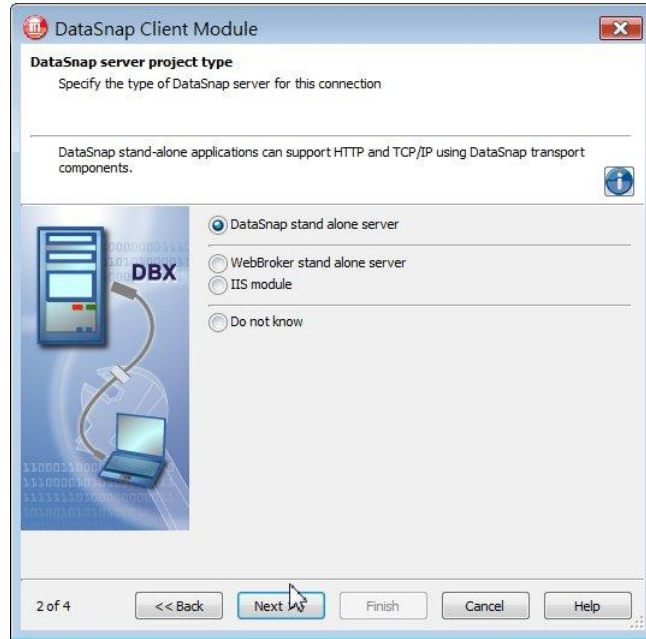 DataSnap Client Module
DataSnap server project type
Specify the type of DataSnap server for this connection
DataSnap stand-alone applications can support HTTP and TCP/IP using DataSnap transport
components.
DBX
DataSnap stand alone server
WebBroker stand alone server
IIS module
Do not know
2 of 4
<< Back
Next
Finish
Cancel
Help